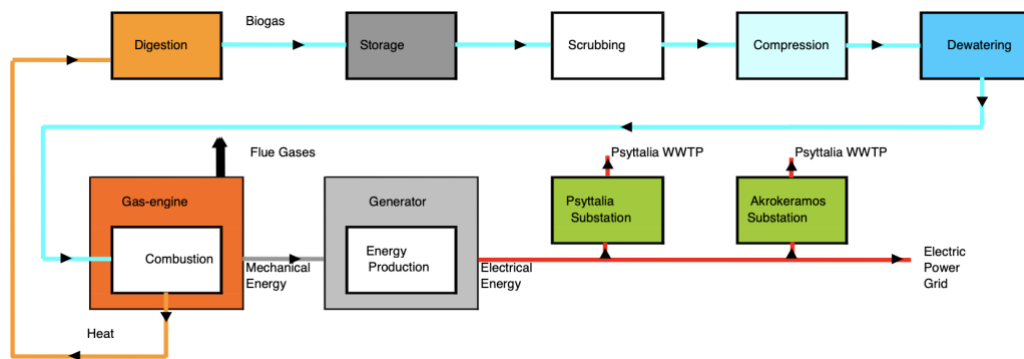 Biogas
Digestion
Storage
Scrubbing
Compression
Dewatering
Flue Gases
Psyttalia WWTP
Psyttalia WWTP
Gas-engine
Generator
Psyttalia
Substation
Akrokeramos
Substation
Combustion
Energy
Production
Mechanical
Energy
Electrical
Energy
Electric
Power
Grid
Heat